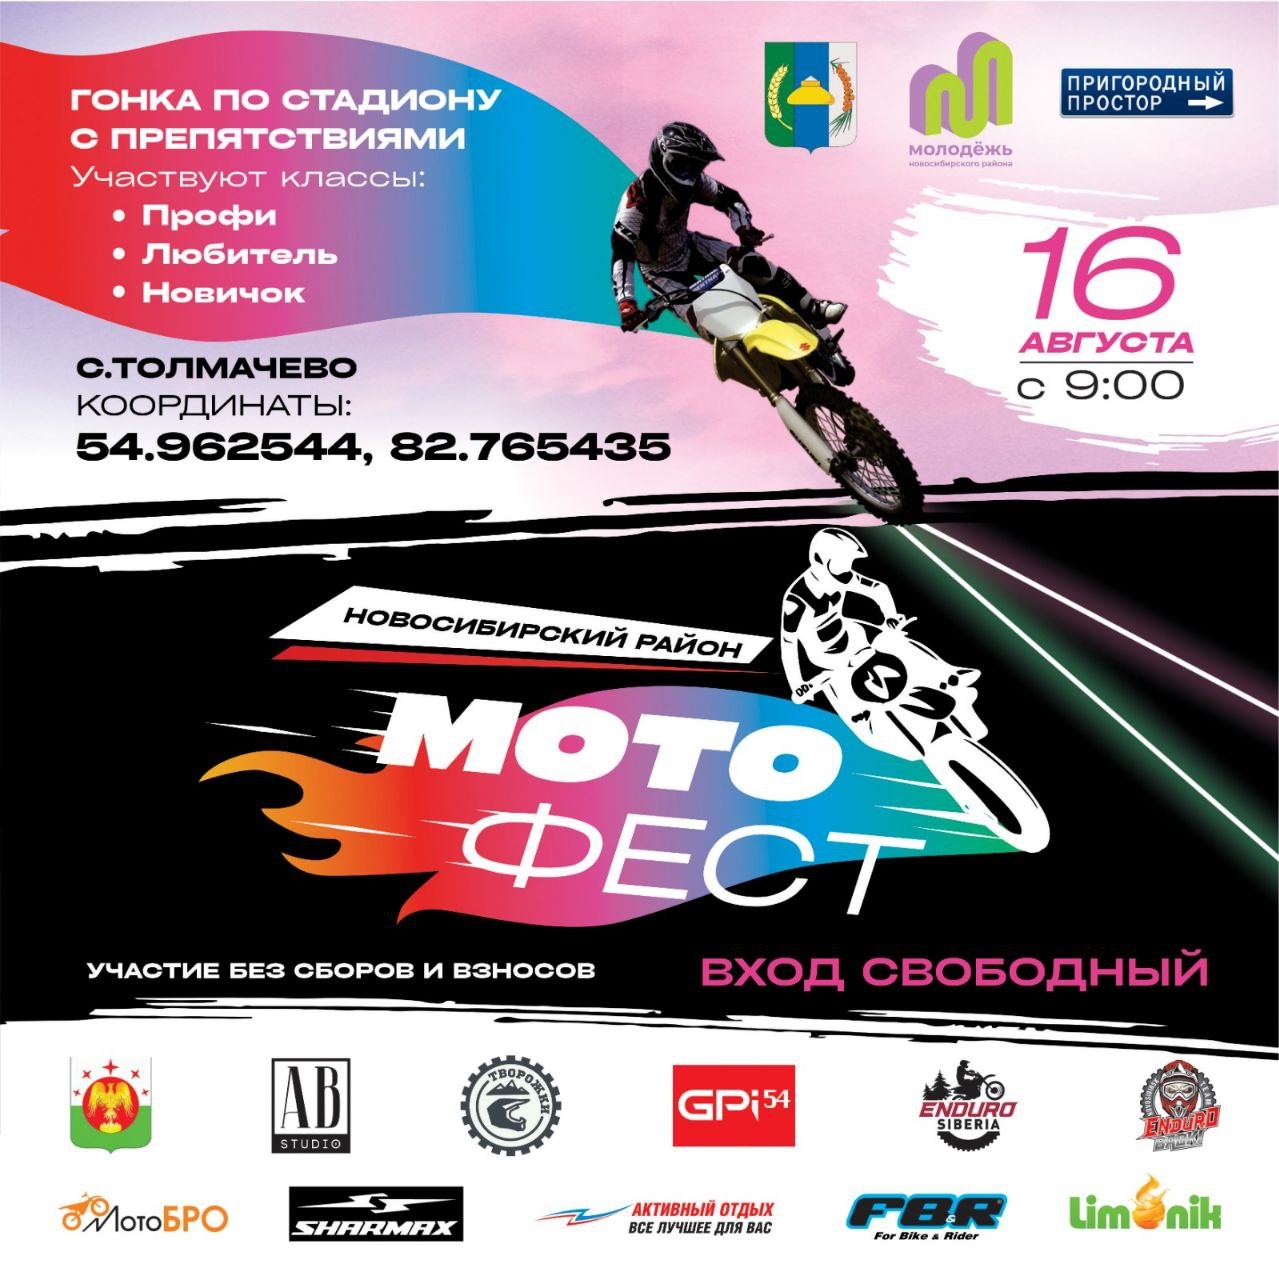 ГОНКА ПО СТАДИОНУ
С ПРЕПЯТСТВИЯМИ
Участвуют классы:
• Профи
• Любитель
• Новичок
МОЛОДЁЖЬ
новосибирского района
ПРИГОРОДНЫЙ
ПРОСТОР
16
АВГУСТА
с 9:00
С.ТОЛМАЧЕВО
КООРДИНАТЫ:
54.962544, 82.765435
НОВОСИБИРСКИЙ РАЙОН
МОТО
ФЕСТ
УЧАСТИЕ БЕЗ СБОРОВ И ВЗНОСОВ
ВХОД СВОБОДНЫЙ
AB
STUDIO
ТВОРОЖКИ
GPi54
ENDURO
SIBERIA
ENDURO
МотоБРО
SHARMAX
АКТИВНЫЙ ОТДЫХ
ВСЕ ЛУЧШЕЕ ДЛЯ ВАС
FB&R
For Bike & Rider
Limonik